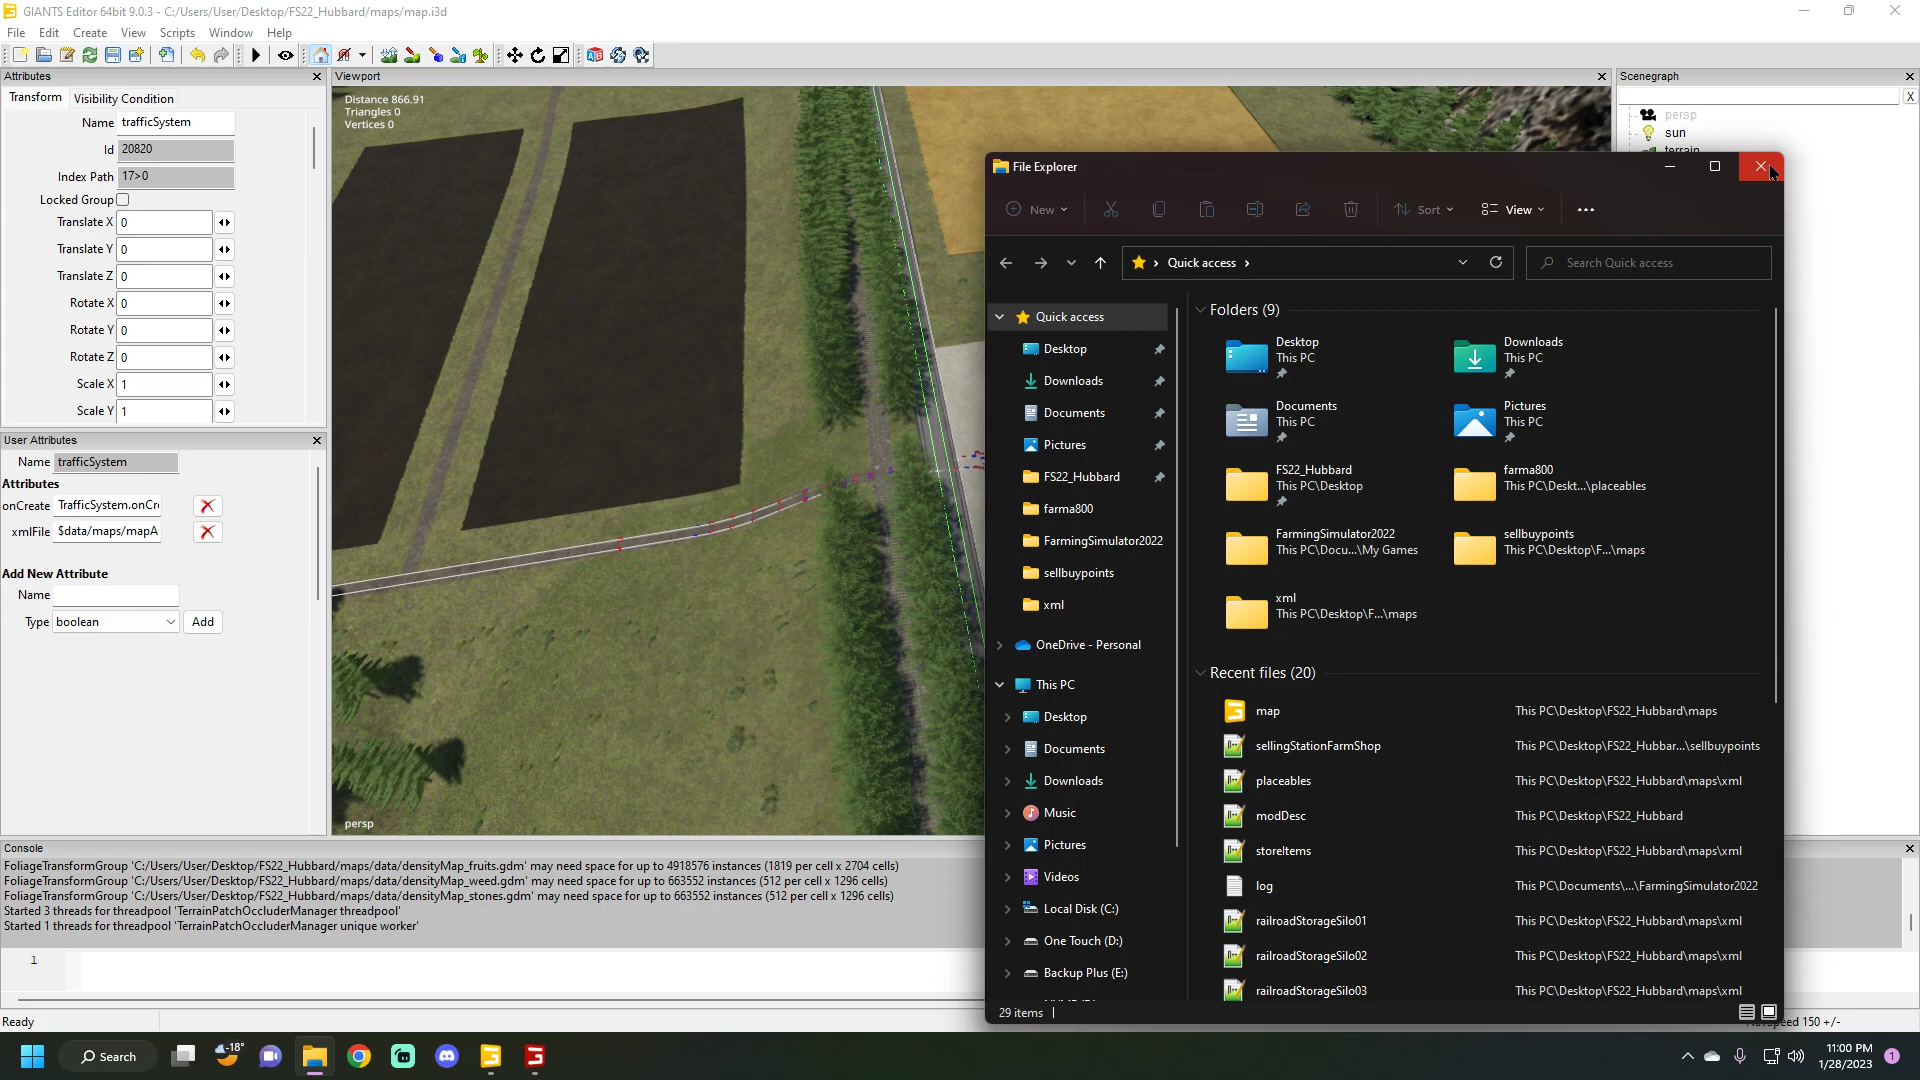 GIANTS Editor 64bit 9.0.3 - C:/Users/User/Desktop/FS22_Hubbard/maps/map.i3d
File Edit Create View Scripts Window Help
Attributes
Transform Visibility Condition
Name trafficSystem
Id 20820
Index Path 17>0
Locked Group
Translate X 0
Translate Y 0
Translate Z 0
Rotate X 0
Rotate Y 0
Rotate Z 0
Scale X 1
Scale Y 1
User Attributes
Name trafficSystem
Attributes
onCreate TrafficSystem.onCr
xmlFile $data/maps/mapA
Add New Attribute
Name
Type boolean Add
Viewport
Distance 866.91
Triangles 0
Vertices 0
persp
Scenegraph
X
persp
sun
terrain
File Explorer
New Sort View
Quick access
Search Quick access
Quick access
Desktop
Downloads
Documents
Pictures
FS22_Hubbard
farma800
FarmingSimulator2022
sellbuypoints
xml
OneDrive - Personal
This PC
Desktop
Documents
Downloads
Music
Pictures
Videos
Local Disk (C:)
One Touch (D:)
Backup Plus (E:)
Folders (9)
Desktop
This PC
Downloads
This PC
Documents
This PC
Pictures
This PC
FS22_Hubbard
This PC\Desktop
farma800
This PC\Deskt...\placeables
FarmingSimulator2022
This PC\Docu...\My Games
sellbuypoints
This PC\Desktop\F...\maps
xml
This PC\Desktop\F...\maps
Recent files (20)
map This PC\Desktop\FS22_Hubbard\maps
sellingStationFarmShop This PC\Desktop\FS22_Hubbar...\sellbuypoints
placeables This PC\Desktop\FS22_Hubbard\maps\xml
modDesc This PC\Desktop\FS22_Hubbard
storeItems This PC\Desktop\FS22_Hubbard\maps\xml
log This PC\Documents\...\FarmingSimulator2022
railroadStorageSilo01 This PC\Desktop\FS22_Hubbard\maps\xml
railroadStorageSilo02 This PC\Desktop\FS22_Hubbard\maps\xml
railroadStorageSilo03 This PC\Desktop\FS22_Hubbard\maps\xml
29 items
Console
FoliageTransformGroup 'C:/Users/User/Desktop/FS22_Hubbard/maps/data/densityMap_fruits.gdm' may need space for up to 4918576 instances (1819 per cell x 2704 cells)
FoliageTransformGroup 'C:/Users/User/Desktop/FS22_Hubbard/maps/data/densityMap_weed.gdm' may need space for up to 663552 instances (512 per cell x 1296 cells)
FoliageTransformGroup 'C:/Users/User/Desktop/FS22_Hubbard/maps/data/densityMap_stones.gdm' may need space for up to 663552 instances (512 per cell x 1296 cells)
Started 3 threads for threadpool 'TerrainPatchOccluderManager threadpool'
Started 1 threads for threadpool 'TerrainPatchOccluderManager unique worker'
1
Ready
150 +/-
-18°
Search
11:00 PM
1/28/2023
1